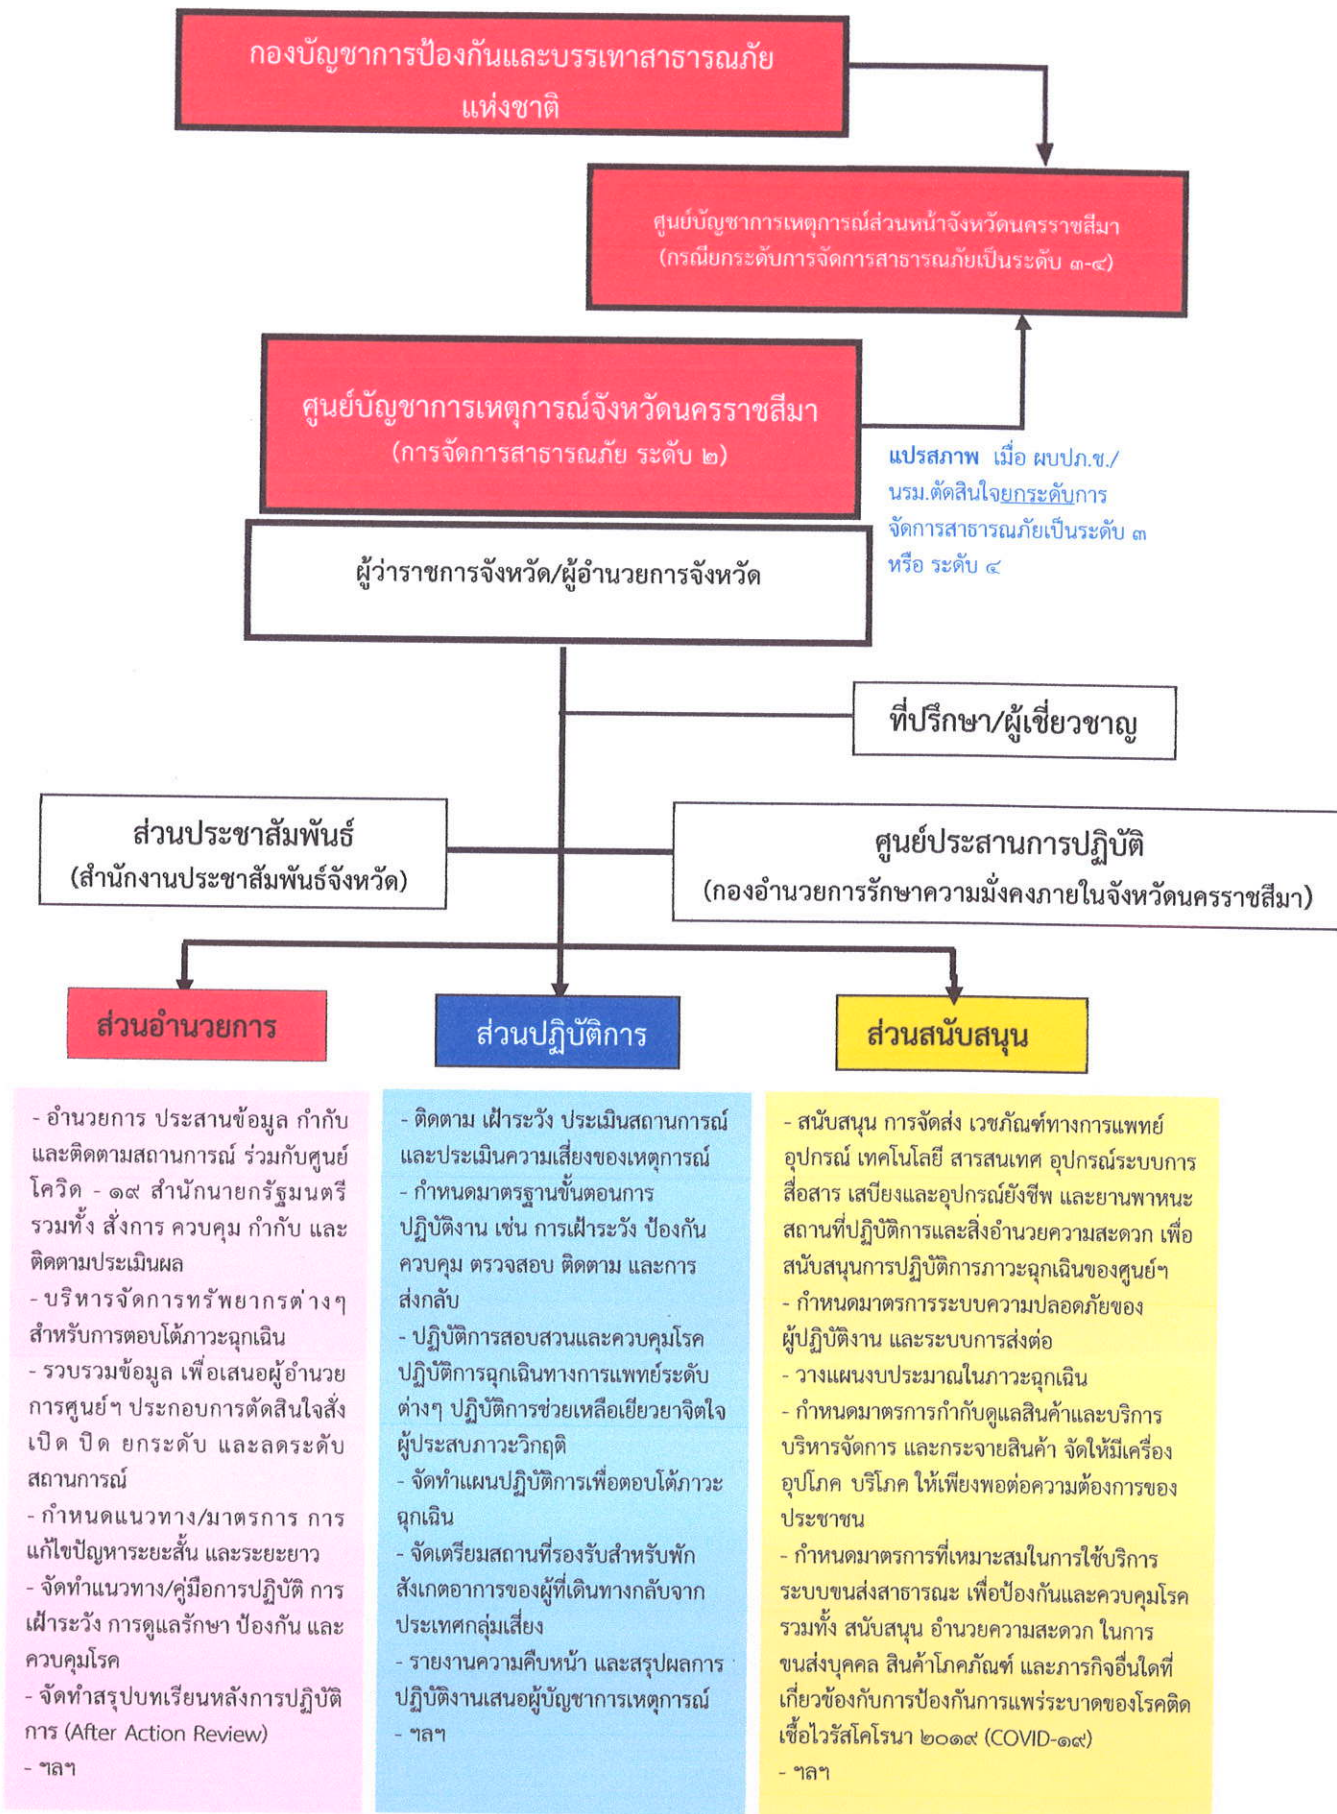 กองบัญชาการป้องกันและบรรเทาสาธารณภัย
แห่งชาติ
ศูนย์บัญชาการเหตุการณ์ส่วนหน้าจังหวัดนครราชสีมา
(กรณียกระดับการจัดการสาธารณภัยเป็นระดับ ๓-๔)
ศูนย์บัญชาการเหตุการณ์จังหวัดนครราชสีมา
(การจัดการสาธารณภัย ระดับ ๒)
แปรสภาพ เมื่อ ผบปภ.ช./
นรม.ตัดสินใจยกระดับการ
จัดการสาธารณภัยเป็นระดับ ๓
หรือ ระดับ ๔
ผู้ว่าราชการจังหวัด/ผู้อำนวยการจังหวัด
ที่ปรึกษา/ผู้เชี่ยวชาญ
ส่วนประชาสัมพันธ์
(สำนักงานประชาสัมพันธ์จังหวัด)
ศูนย์ประสานการปฏิบัติ
(กองอำนวยการรักษาความมั่งคงภายในจังหวัดนครราชสีมา)
ส่วนอำนวยการ
ส่วนปฏิบัติการ
ส่วนสนับสนุน
- อำนวยการ ประสานข้อมูล กำกับ
และติดตามสถานการณ์ ร่วมกับศูนย์
โควิด - ๑๙ สำนักนายกรัฐมนตรี
รวมทั้ง สั่งการ ควบคุม กำกับ และ
ติดตามประเมินผล
- บริหารจัดการทรัพยากรต่างๆ
สำหรับการตอบโต้ภาวะฉุกเฉิน
- รวบรวมข้อมูล เพื่อเสนอผู้อำนวย
การศูนย์ฯ ประกอบการตัดสินใจสั่ง
เปิด ปิด ยกระดับ และลดระดับ
สถานการณ์
- กำหนดแนวทาง/มาตรการ การ
แก้ไขปัญหาระยะสั้น และระยะยาว
- จัดทำแนวทาง/คู่มือการปฏิบัติ การ
เฝ้าระวัง การดูแลรักษา ป้องกัน และ
ควบคุมโรค
- จัดทำสรุปบทเรียนหลังการปฏิบัติ
การ (After Action Review)
- ฯลฯ
- ติดตาม เฝ้าระวัง ประเมินสถานการณ์
และประเมินความเสี่ยงของเหตุการณ์
- กำหนดมาตรฐานขั้นตอนการ
ปฏิบัติงาน เช่น การเฝ้าระวัง ป้องกัน
ควบคุม ตรวจสอบ ติดตาม และการ
ส่งกลับ
- ปฏิบัติการสอบสวนและควบคุมโรค
ปฏิบัติการฉุกเฉินทางการแพทย์ระดับ
ต่างๆ ปฏิบัติการช่วยเหลือเยียวยาจิตใจ
ผู้ประสบภาวะวิกฤติ
- จัดทำแผนปฏิบัติการเพื่อตอบโต้ภาวะ
ฉุกเฉิน
- จัดเตรียมสถานที่รองรับสำหรับพัก
สังเกตอาการของผู้ที่เดินทางกลับจาก
ประเทศกลุ่มเสี่ยง
- รายงานความคืบหน้า และสรุปผลการ
ปฏิบัติงานเสนอผู้บัญชาการเหตุการณ์
- ฯลฯ
- สนับสนุน การจัดส่ง เวชภัณฑ์ทางการแพทย์
อุปกรณ์ เทคโนโลยี สารสนเทศ อุปกรณ์ระบบการ
สื่อสาร เสบียงและอุปกรณ์ยังชีพ และยานพาหนะ
สถานที่ปฏิบัติการและสิ่งอำนวยความสะดวก เพื่อ
สนับสนุนการปฏิบัติการภาวะฉุกเฉินของศูนย์ฯ
- กำหนดมาตรการระบบความปลอดภัยของ
ผู้ปฏิบัติงาน และระบบการส่งต่อ
- วางแผนงบประมาณในภาวะฉุกเฉิน
- กำหนดมาตรการกำกับดูแลสินค้าและบริการ
บริหารจัดการ และกระจายสินค้า จัดให้มีเครื่อง
อุปโภค บริโภค ให้เพียงพอต่อความต้องการของ
ประชาชน
- กำหนดมาตรการที่เหมาะสมในการใช้บริการ
ระบบขนส่งสาธารณะ เพื่อป้องกันและควบคุมโรค
รวมทั้ง สนับสนุน อำนวยความสะดวก ในการ
ขนส่งบุคคล สินค้าโภคภัณฑ์ และภารกิจอื่นใดที่
เกี่ยวข้องกับการป้องกันการแพร่ระบาดของโรคติด
เชื้อไวรัสโคโรนา ๒๐๑๙ (COVID-๑๙)
- ฯลฯ